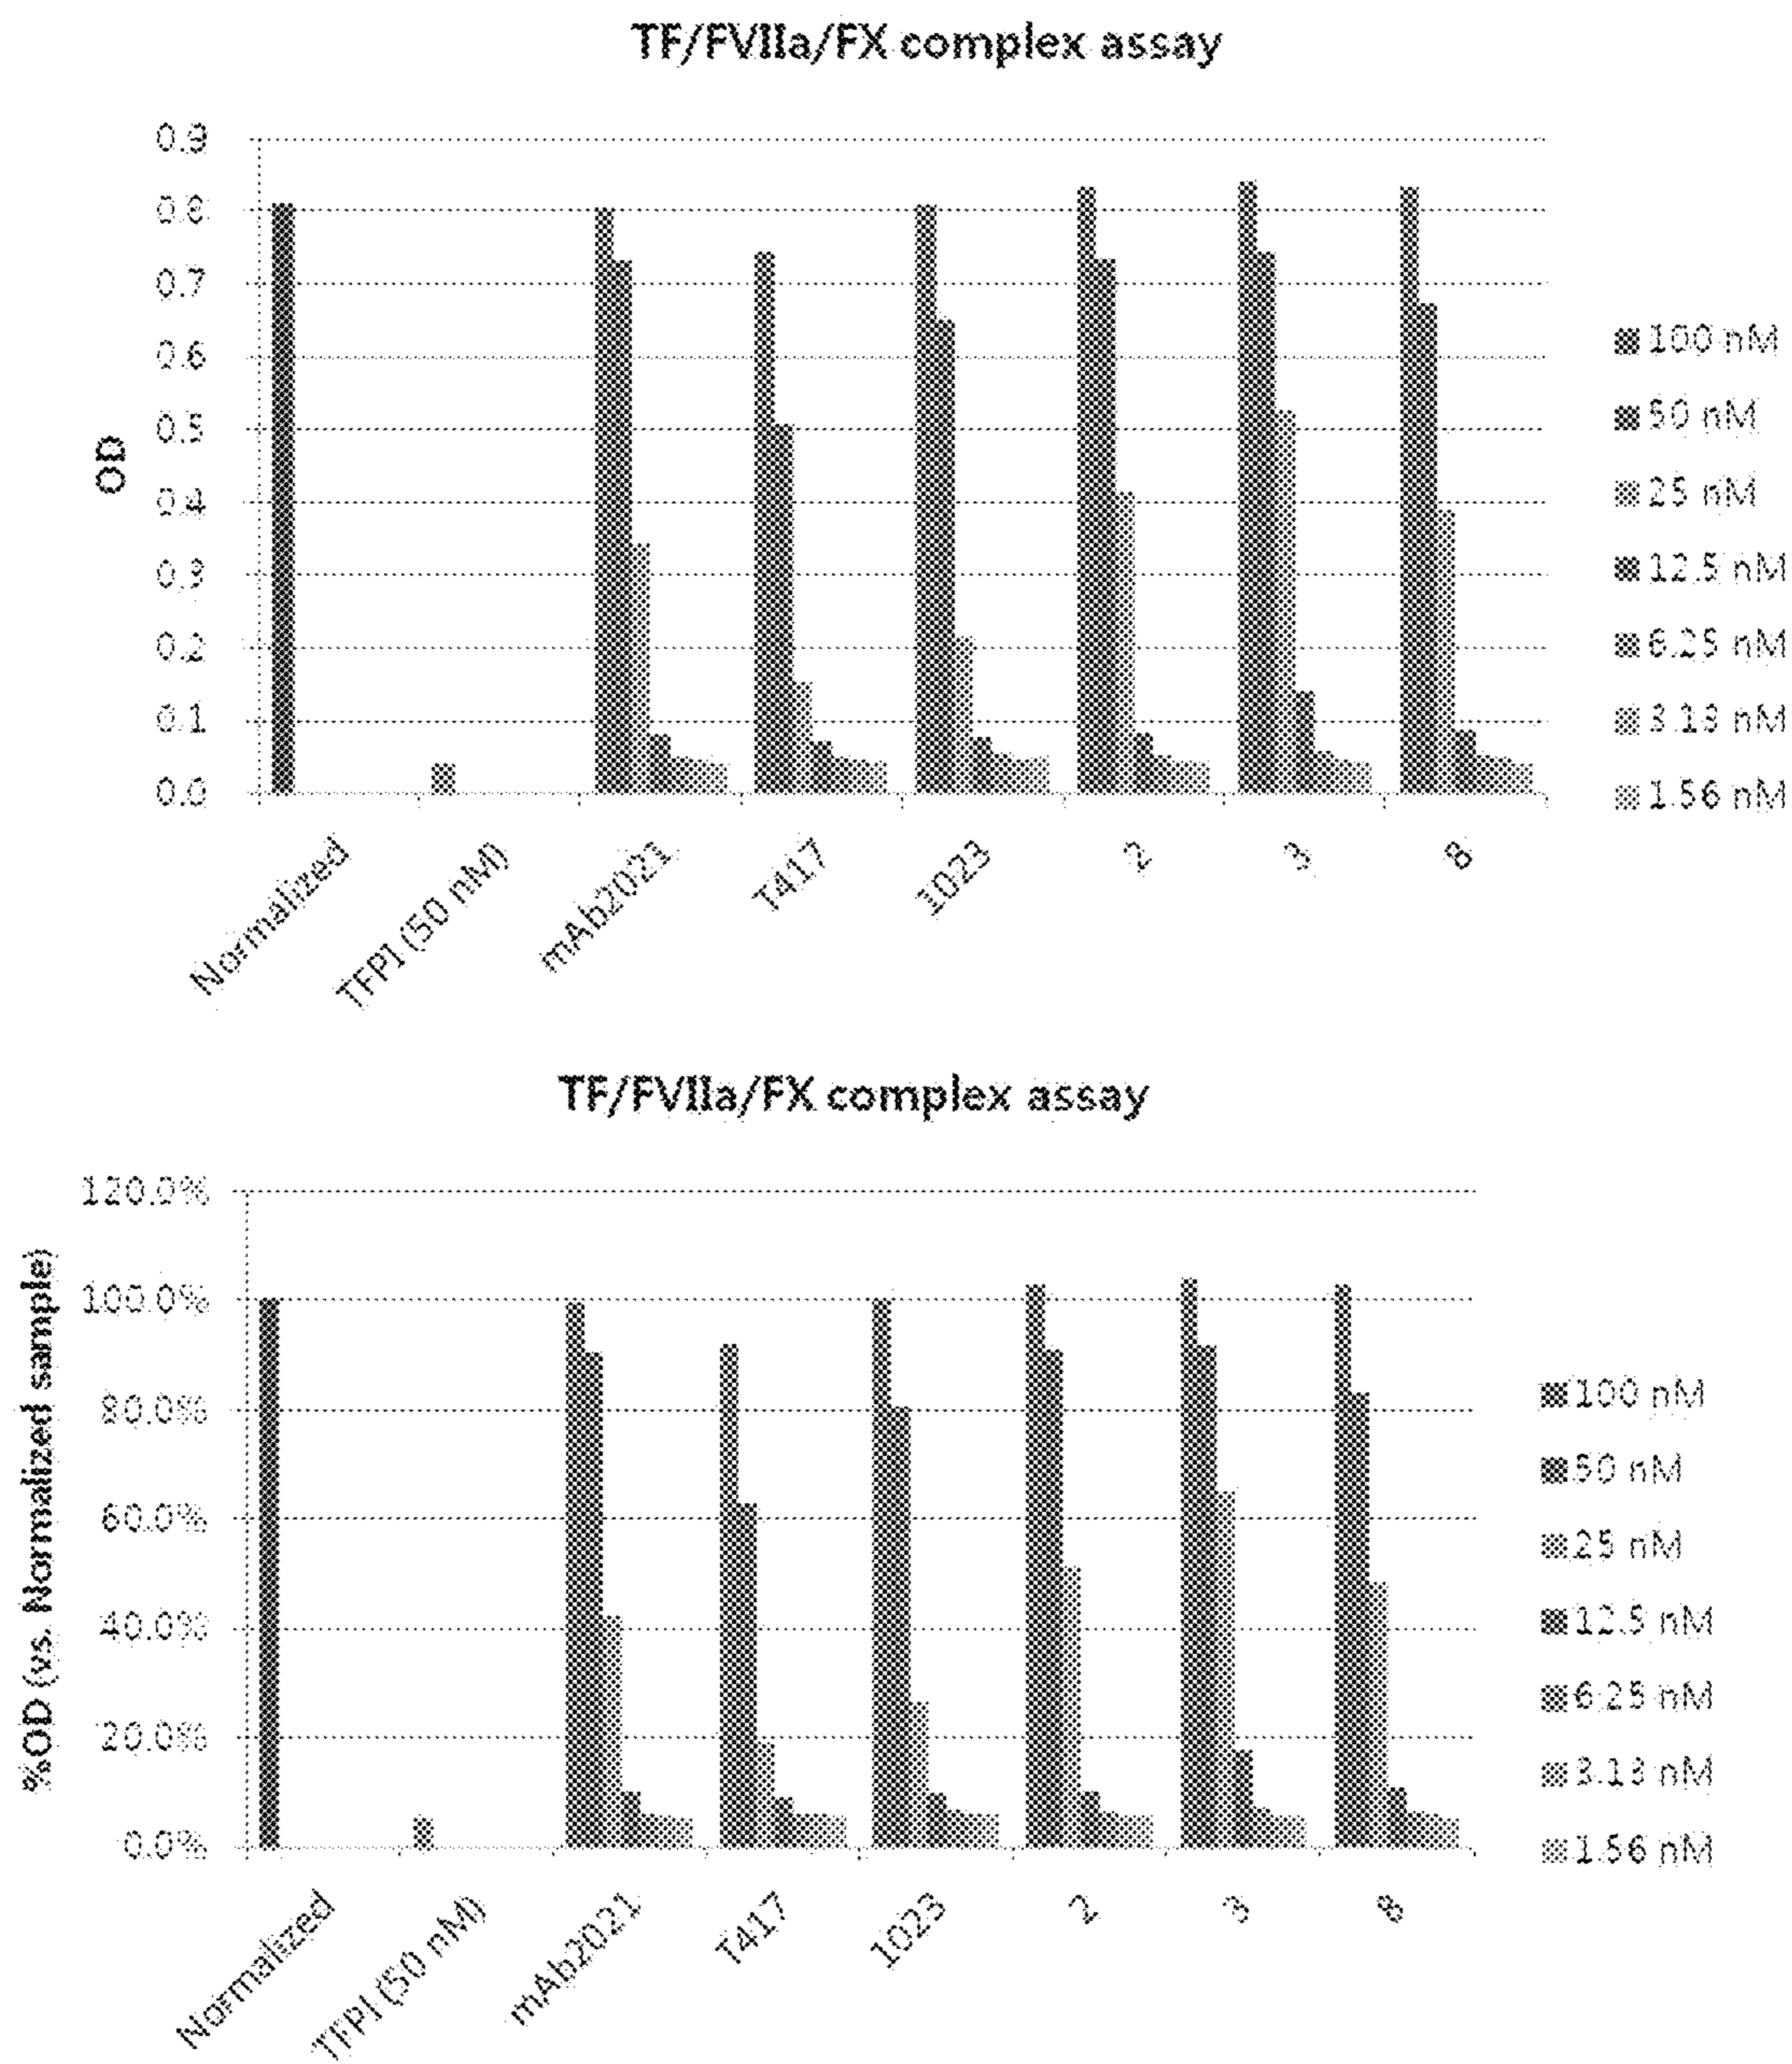 TF/FVIIa/FX complex assay
0.9
0.8
0.7
0.6
0.5
0.4
0.3
0.2
0.1
0.0
OD
Normalized
TFPI (50 nM)
mAb2021
T417
1023
2
3
8
100 nM
50 nM
25 nM
12.5 nM
6.25 nM
3.13 nM
1.56 nM
TF/FVIIa/FX complex assay
120.0%
100.0%
80.0%
60.0%
40.0%
20.0%
0.0%
%OD (vs. Normalized sample)
Normalized
TFPI (50 nM)
mAb2021
T417
1023
2
3
8
100 nM
50 nM
25 nM
12.5 nM
6.25 nM
3.13 nM
1.56 nM